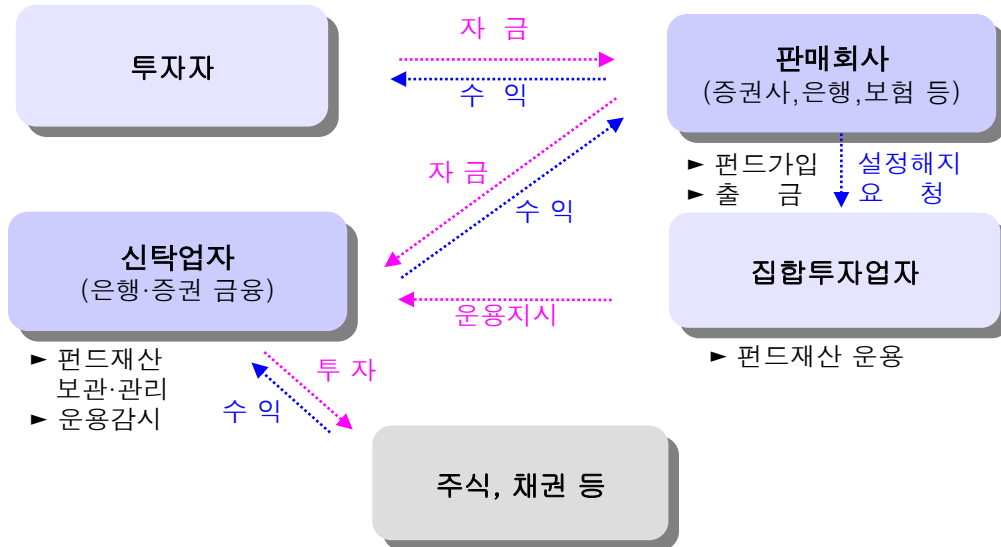 투자자
자 금
수 익
판매회사
(증권사,은행,보험 등)
► 펀드가입
► 출 금
설정해지
요 청
자 금
수 익
신탁업자
(은행·증권 금융)
집합투자업자
운용지시
► 펀드재산
보관·관리
► 운용감시
► 펀드재산 운용
투 자
수 익
주식, 채권 등